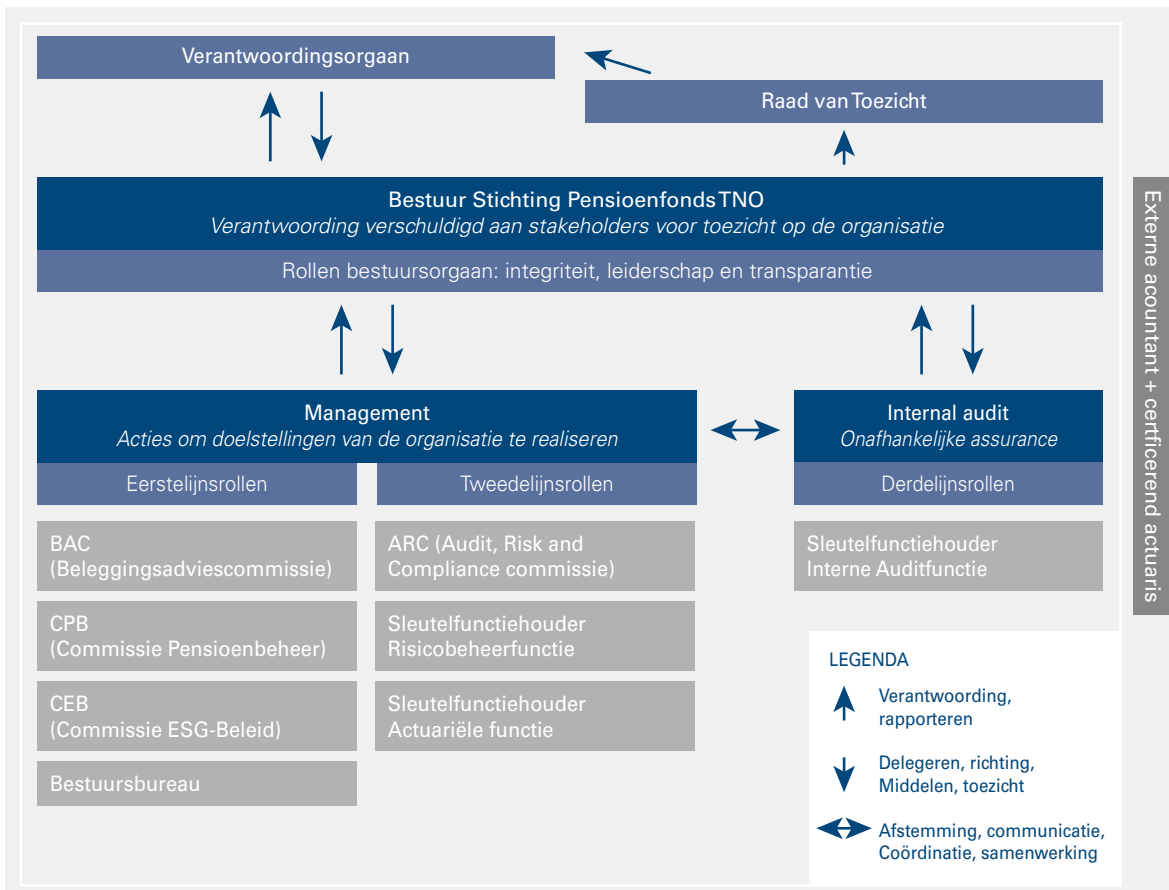 Verantwoordingsorgaan
Raad van Toezicht
Bestuur Stichting Pensioenfonds TNO
Verantwoording verschuldigd aan stakeholders voor toezicht op de organisatie
Rollen bestuursorgaan: integriteit, leiderschap en transparantie
Management
Acties om doelstellingen van de organisatie te realiseren
Eerstelijnsrollen
Tweedelijnsrollen
BAC
(Beleggingsadviescommissie)
CPB
(Commissie Pensioenbeheer)
CEB
(Commissie ESG-Beleid)
Bestuursbureau
ARC (Audit, Risk and
Compliance commissie)
Sleutelfunctiehouder
Risicobeheerfunctie
Sleutelfunctiehouder
Actuariële functie
Internal audit
Onafhankelijke assurance
Derdelijnsrollen
Sleutelfunctiehouder
Interne Auditfunctie
LEGENDA
Verantwoording,
rapporteren
Delegeren, richting,
Middelen, toezicht
Afstemming, communicatie,
Coördinatie, samenwerking
Externe acountant + certficerend actuaris